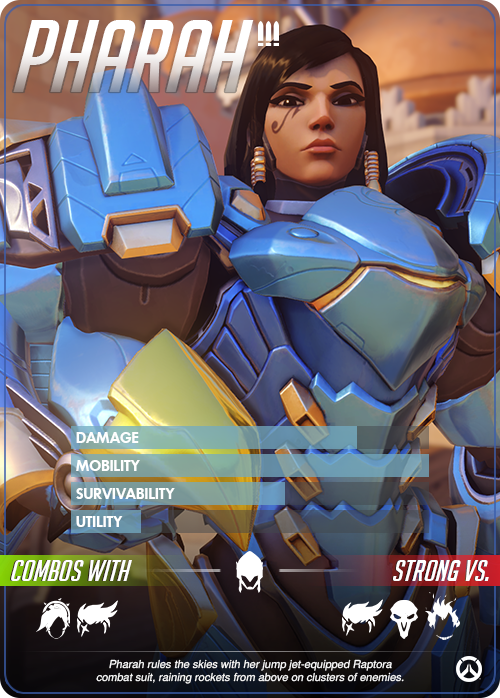 PHARAH
DAMAGE
MOBILITY
SURVIVABILITY
UTILITY
COMBOS WITH
STRONG VS.
Pharah rules the skies with her jump jet-equipped Raptora
combat suit, raining rockets from above on clusters of enemies.